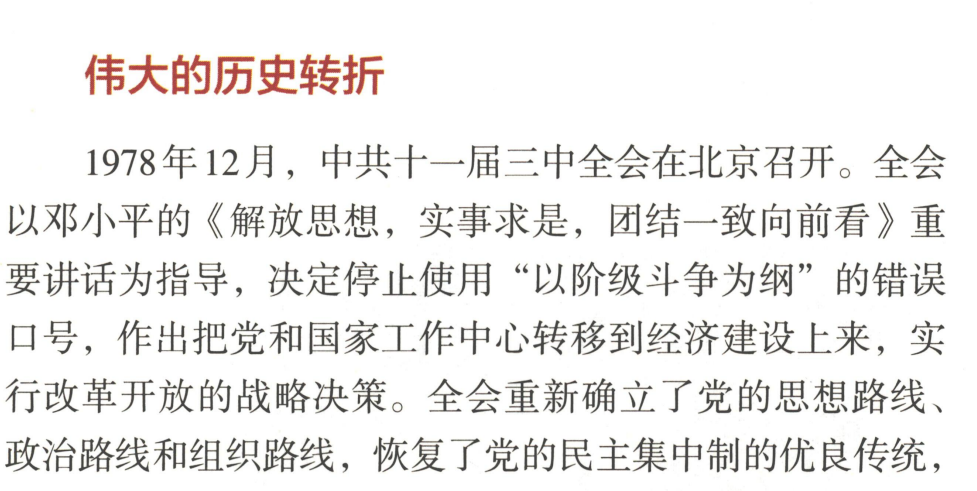 伟大的历史转折
1978年12月，中共十一届三中全会在北京召开。全会
以邓小平的《解放思想，实事求是，团结一致向前看》重
要讲话为指导，决定停止使用“以阶级斗争为纲”的错误
口号，作出把党和国家工作中心转移到经济建设上来，实
行改革开放的战略决策。全会重新确立了党的思想路线、
政治路线和组织路线，恢复了党的民主集中制的优良传统，